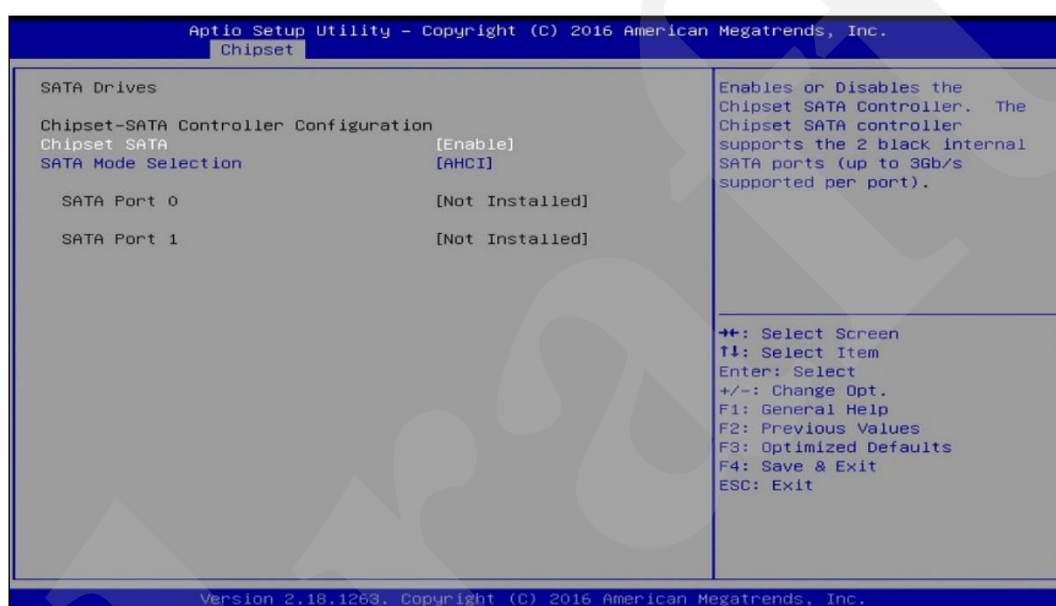 Aptio Setup Utility – Copyright (C) 2016 American Megatrends, Inc.
Chipset
SATA Drives
Chipset-SATA Controller Configuration
Chipset SATA [Enable]
SATA Mode Selection [AHCI]
SATA Port 0 [Not Installed]
SATA Port 1 [Not Installed]
Enables or Disables the
Chipset SATA Controller. The
Chipset SATA controller
supports the 2 black internal
SATA ports (up to 3Gb/s
supported per port).
→←: Select Screen
↑↓: Select Item
Enter: Select
+/-: Change Opt.
F1: General Help
F2: Previous Values
F3: Optimized Defaults
F4: Save & Exit
ESC: Exit
Version 2.18.1263. Copyright (C) 2016 American Megatrends, Inc.